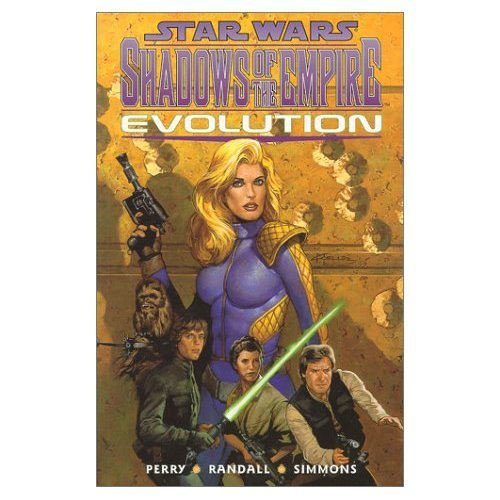 STAR WARS
SHADOWS OF THE EMPIRE
EVOLUTION
PERRY RANDALL SIMMONS